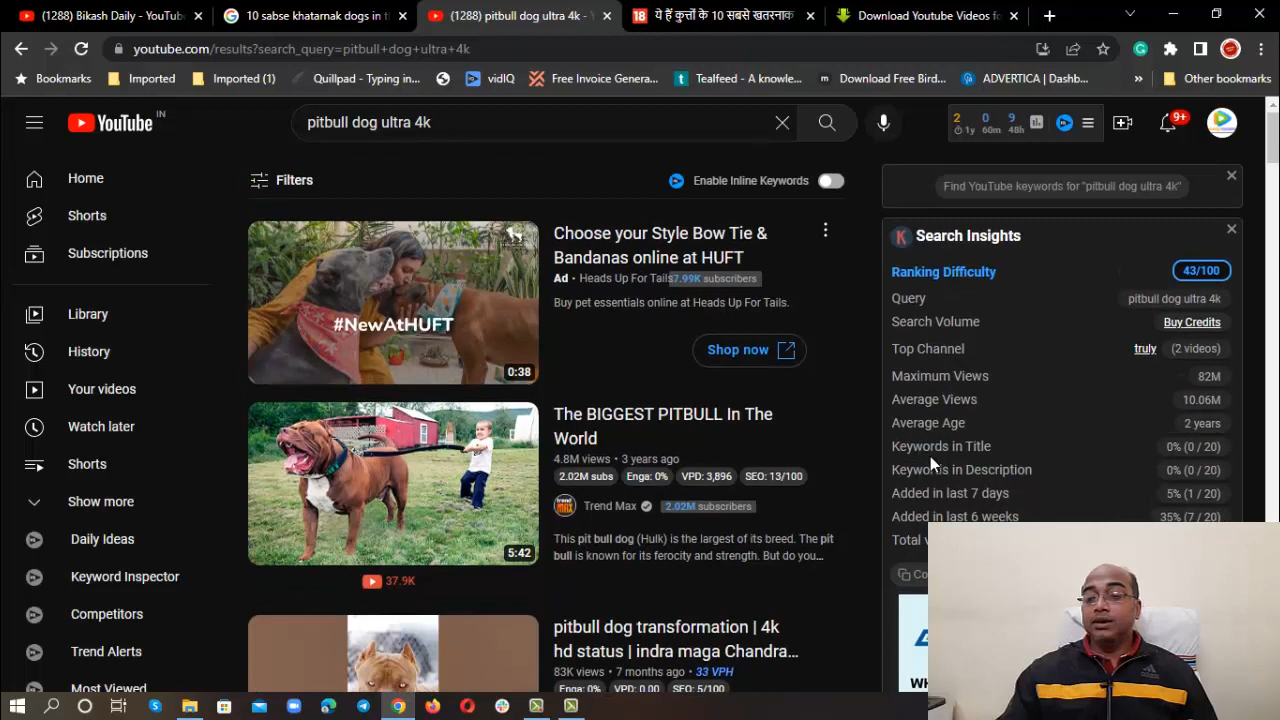 (1288) Bikash Daily - YouTu
10 sabse khatarnak dogs in t
(1288) pitbull dog ultra 4k - Y
18 ये हैं कुत्तों के 10 सबसे खतरनाक
Download Youtube Videos fo
youtube.com/results?search_query=pitbull+dog+ultra+4k
Bookmarks
Imported
Imported (1)
Quillpad - Typing in...
vidIQ
Free Invoice Genera...
Tealfeed - A knowle...
Download Free Bird...
ADVERTICA | Dashb...
»
Other bookmarks
YouTube IN
pitbull dog ultra 4k
2 0 9
1y 60m 48h
9+
Home
Shorts
Subscriptions
Library
History
Your videos
Watch later
Shorts
Show more
Daily Ideas
Keyword Inspector
Competitors
Trend Alerts
Most Viewed
Filters
Enable Inline Keywords
#NewAtHUFT
0:38
Choose your Style Bow Tie &
Bandanas online at HUFT
Ad · Heads Up For Tails 7.99K subscribers
Buy pet essentials online at Heads Up For Tails.
Shop now
5:42
37.9K
The BIGGEST PITBULL In The
World
4.8M views · 3 years ago
2.02M subs Enga: 0% VPD: 3,896 SEO: 13/100
Trend Max 2.02M subscribers
This pit bull dog (Hulk) is the largest of its breed. The pit
bull is known for its ferocity and strength. But do you...
pitbull dog transformation | 4k
hd status | indra maga Chandra...
83K views · 7 months ago · 33 VPH
Enga: 0% VPD: 0.00 SEO: 5/100
Find YouTube keywords for "pitbull dog ultra 4k"
K Search Insights
Ranking Difficulty 43/100
Query pitbull dog ultra 4k
Search Volume Buy Credits
Top Channel truly (2 videos)
Maximum Views 82M
Average Views 10.06M
Average Age 2 years
Keywords in Title 0% (0 / 20)
Keywords in Description 0% (0 / 20)
Added in last 7 days 5% (1 / 20)
Added in last 6 weeks 35% (7 / 20)
Total v
Co
WH
adidas